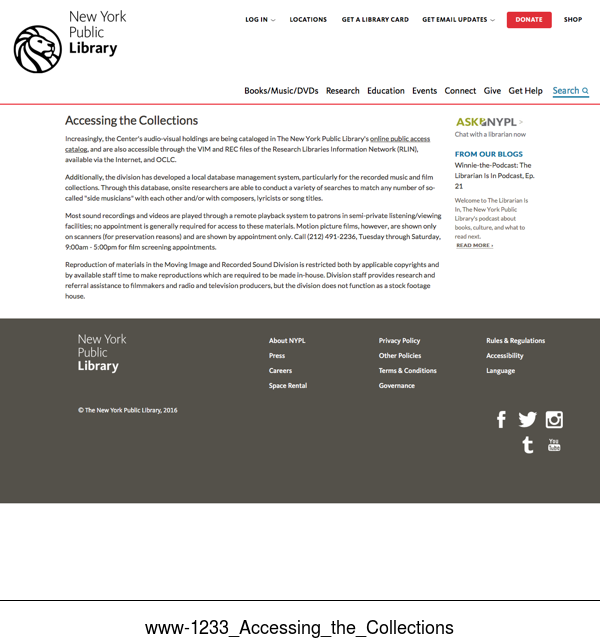 New York
Public
Library
LOG IN
LOCATIONS
GET A LIBRARY CARD
GET EMAIL UPDATES
DONATE
SHOP
Books/Music/DVDs
Research
Education
Events
Connect
Give
Get Help
Search
Accessing the Collections
Increasingly, the Center's audio-visual holdings are being cataloged in The New York Public Library's online public access
catalog, and are also accessible through the VIM and REC files of the Research Libraries Information Network (RLIN),
available via the Internet, and OCLC.
Additionally, the division has developed a local database management system, particularly for the recorded music and film
collections. Through this database, onsite researchers are able to conduct a variety of searches to match any number of so-
called "side musicians" with each other and/or with composers, lyricists or song titles.
Most sound recordings and videos are played through a remote playback system to patrons in semi-private listening/viewing
facilities; no appointment is generally required for access to these materials. Motion picture films, however, are shown only
on scanners (for preservation reasons) and are shown by appointment only. Call (212) 491-2236, Tuesday through Saturday,
9:00am - 5:00pm for film screening appointments.
Reproduction of materials in the Moving Image and Recorded Sound Division is restricted both by applicable copyrights and
by available staff time to make reproductions which are required to be made in-house. Division staff provides research and
referral assistance to filmmakers and radio and television producers, but the division does not function as a stock footage
house.
ASK NYPL >
Chat with a librarian now
FROM OUR BLOGS
Winnie-the-Podcast: The
Librarian Is In Podcast, Ep.
21
Welcome to The Librarian Is
In, The New York Public
Library's podcast about
books, culture, and what to
read next.
READ MORE ›
New York
Public
Library
About NYPL
Press
Careers
Space Rental
Privacy Policy
Other Policies
Terms & Conditions
Governance
Rules & Regulations
Accessibility
Language
© The New York Public Library, 2016
You
Tube
www-1233_Accessing_the_Collections